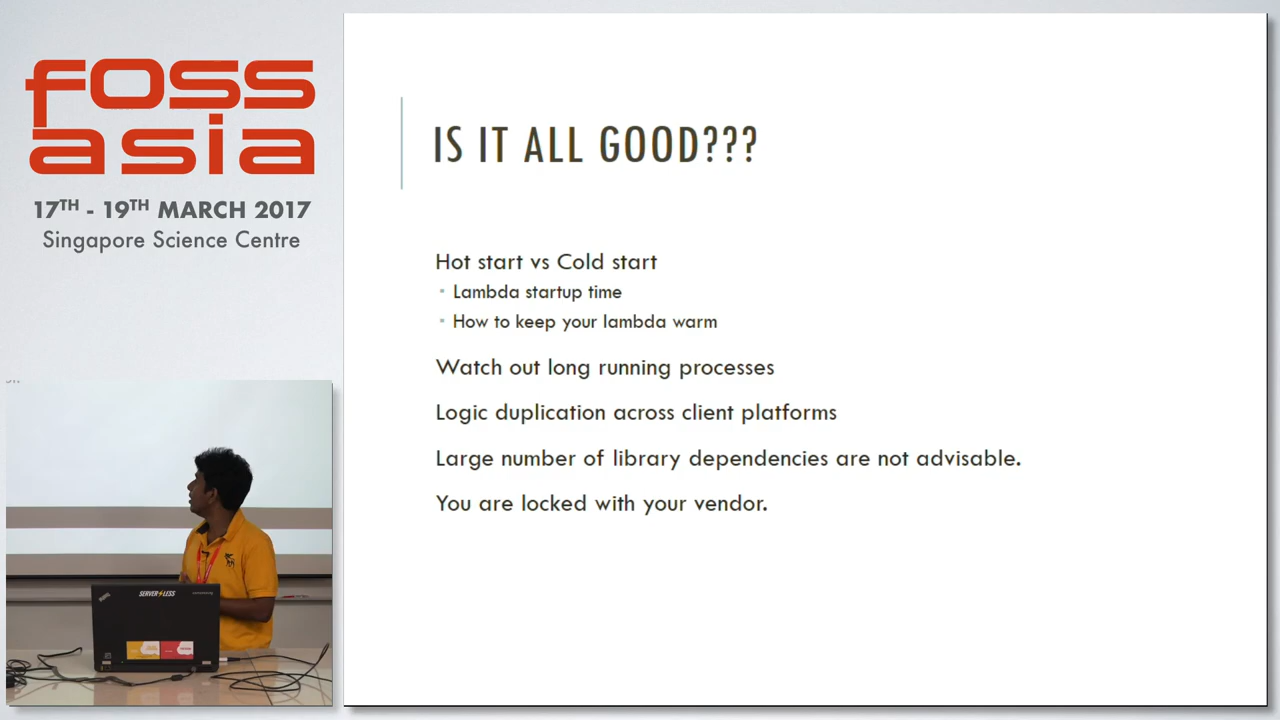 foss
asia
17TH - 19TH MARCH 2017
Singapore Science Centre
IS IT ALL GOOD???
Hot start vs Cold start
Lambda startup time
How to keep your lambda warm
Watch out long running processes
Logic duplication across client platforms
Large number of library dependencies are not advisable.
You are locked with your vendor.
SERVERLESS